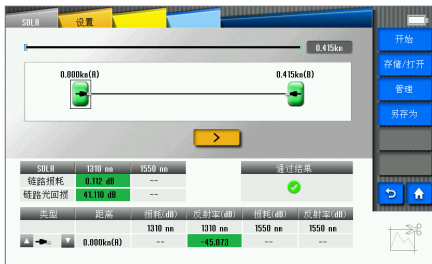 SOLA 设置
开始
0.415km
存储/打开
0.000km(A) 0.415km(B)
管理
另存为
>
SOLA 1310 nm 1550 nm 通过结果
链路损耗 0.112 dB --
链路光回损 41.110 dB --
类型 距离 损耗(dB) 反射率(dB) 损耗(dB) 反射率(dB)
1310 nm 1310 nm 1550 nm 1550 nm
0.000km(A) -- -45.073 -- --